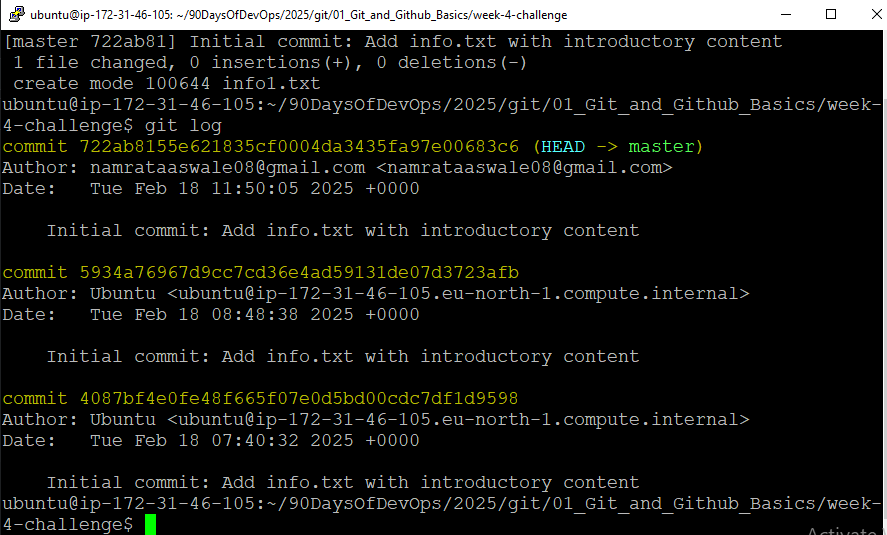 ubuntu@ip-172-31-46-105: ~/90DaysOfDevOps/2025/git/01_Git_and_Github_Basics/week-4-challenge
[master 722ab81] Initial commit: Add info.txt with introductory content
 1 file changed, 0 insertions(+), 0 deletions(-)
 create mode 100644 info1.txt
ubuntu@ip-172-31-46-105:~/90DaysOfDevOps/2025/git/01_Git_and_Github_Basics/week-
4-challenge$ git log
commit 722ab8155e621835cf0004da3435fa97e00683c6 (HEAD -> master)
Author: namrataaswale08@gmail.com <namrataaswale08@gmail.com>
Date:   Tue Feb 18 11:50:05 2025 +0000
    Initial commit: Add info.txt with introductory content
commit 5934a76967d9cc7cd36e4ad59131de07d3723afb
Author: Ubuntu <ubuntu@ip-172-31-46-105.eu-north-1.compute.internal>
Date:   Tue Feb 18 08:48:38 2025 +0000
    Initial commit: Add info.txt with introductory content
commit 4087bf4e0fe48f665f07e0d5bd00cdc7df1d9598
Author: Ubuntu <ubuntu@ip-172-31-46-105.eu-north-1.compute.internal>
Date:   Tue Feb 18 07:40:32 2025 +0000
    Initial commit: Add info.txt with introductory content
ubuntu@ip-172-31-46-105:~/90DaysOfDevOps/2025/git/01_Git_and_Github_Basics/week-
4-challenge$
Activate